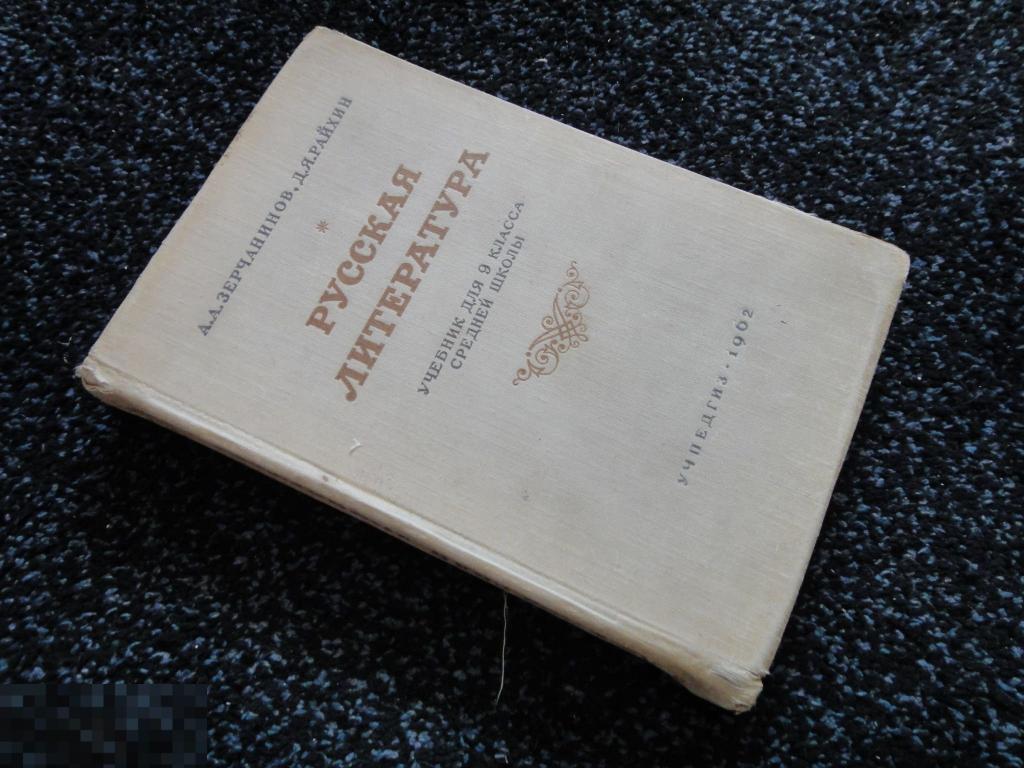 А.А.ЗЕРЧАНИНОВ, Д.Я.РАЙХИН
*
РУССКАЯ
ЛИТЕРАТУРА
УЧЕБНИК ДЛЯ 9 КЛАССА
СРЕДНЕЙ ШКОЛЫ
УЧПЕДГИЗ · 1962